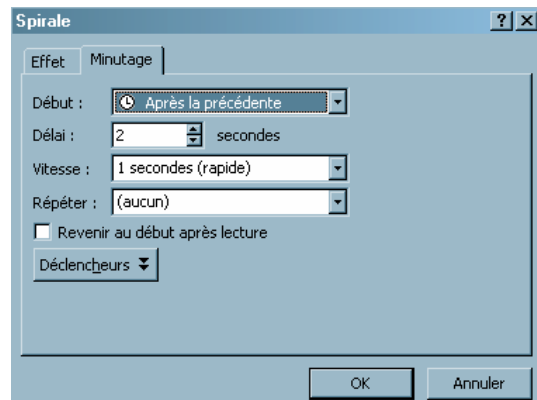 Spirale
Effet Minutage
Début : Après la précédente
Délai : 2 secondes
Vitesse : 1 secondes (rapide)
Répéter : (aucun)
Revenir au début après lecture
Déclencheurs
OK Annuler